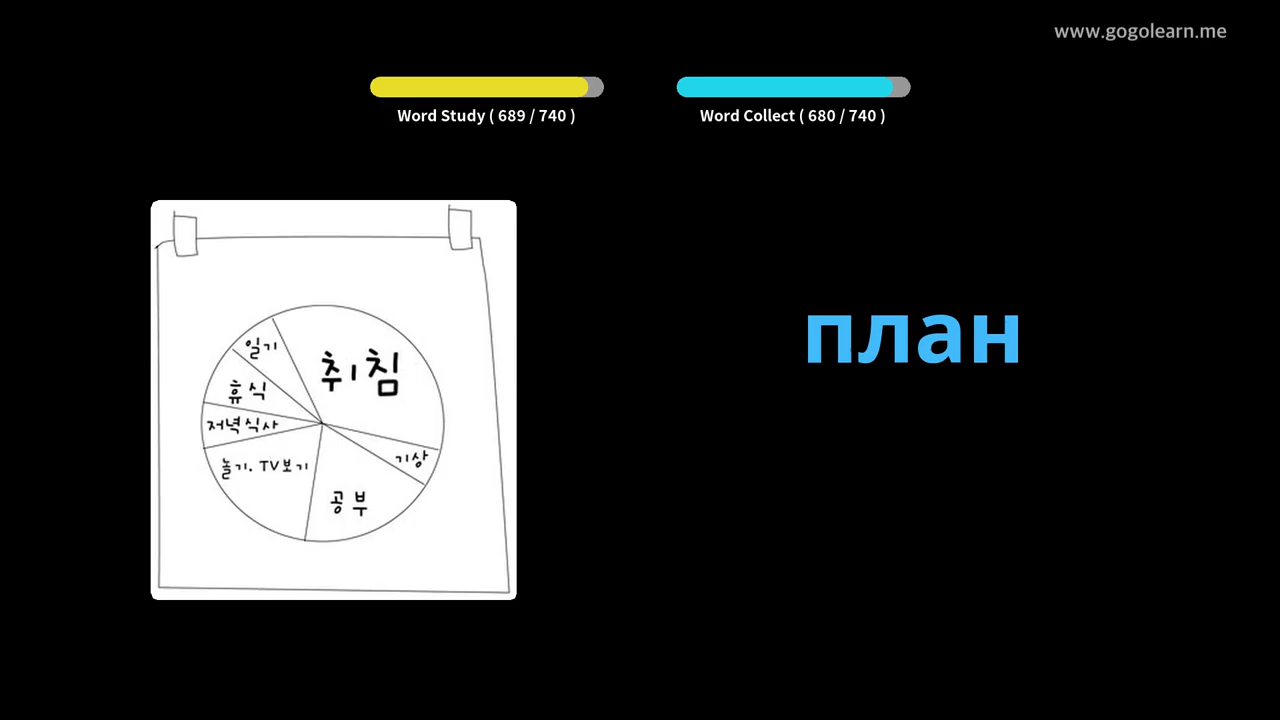 www.gogolearn.me
Word Study ( 689 / 740 )
Word Collect ( 680 / 740 )
план
일기
취침
휴식
저녁식사
기상
놀기. TV보기
공부